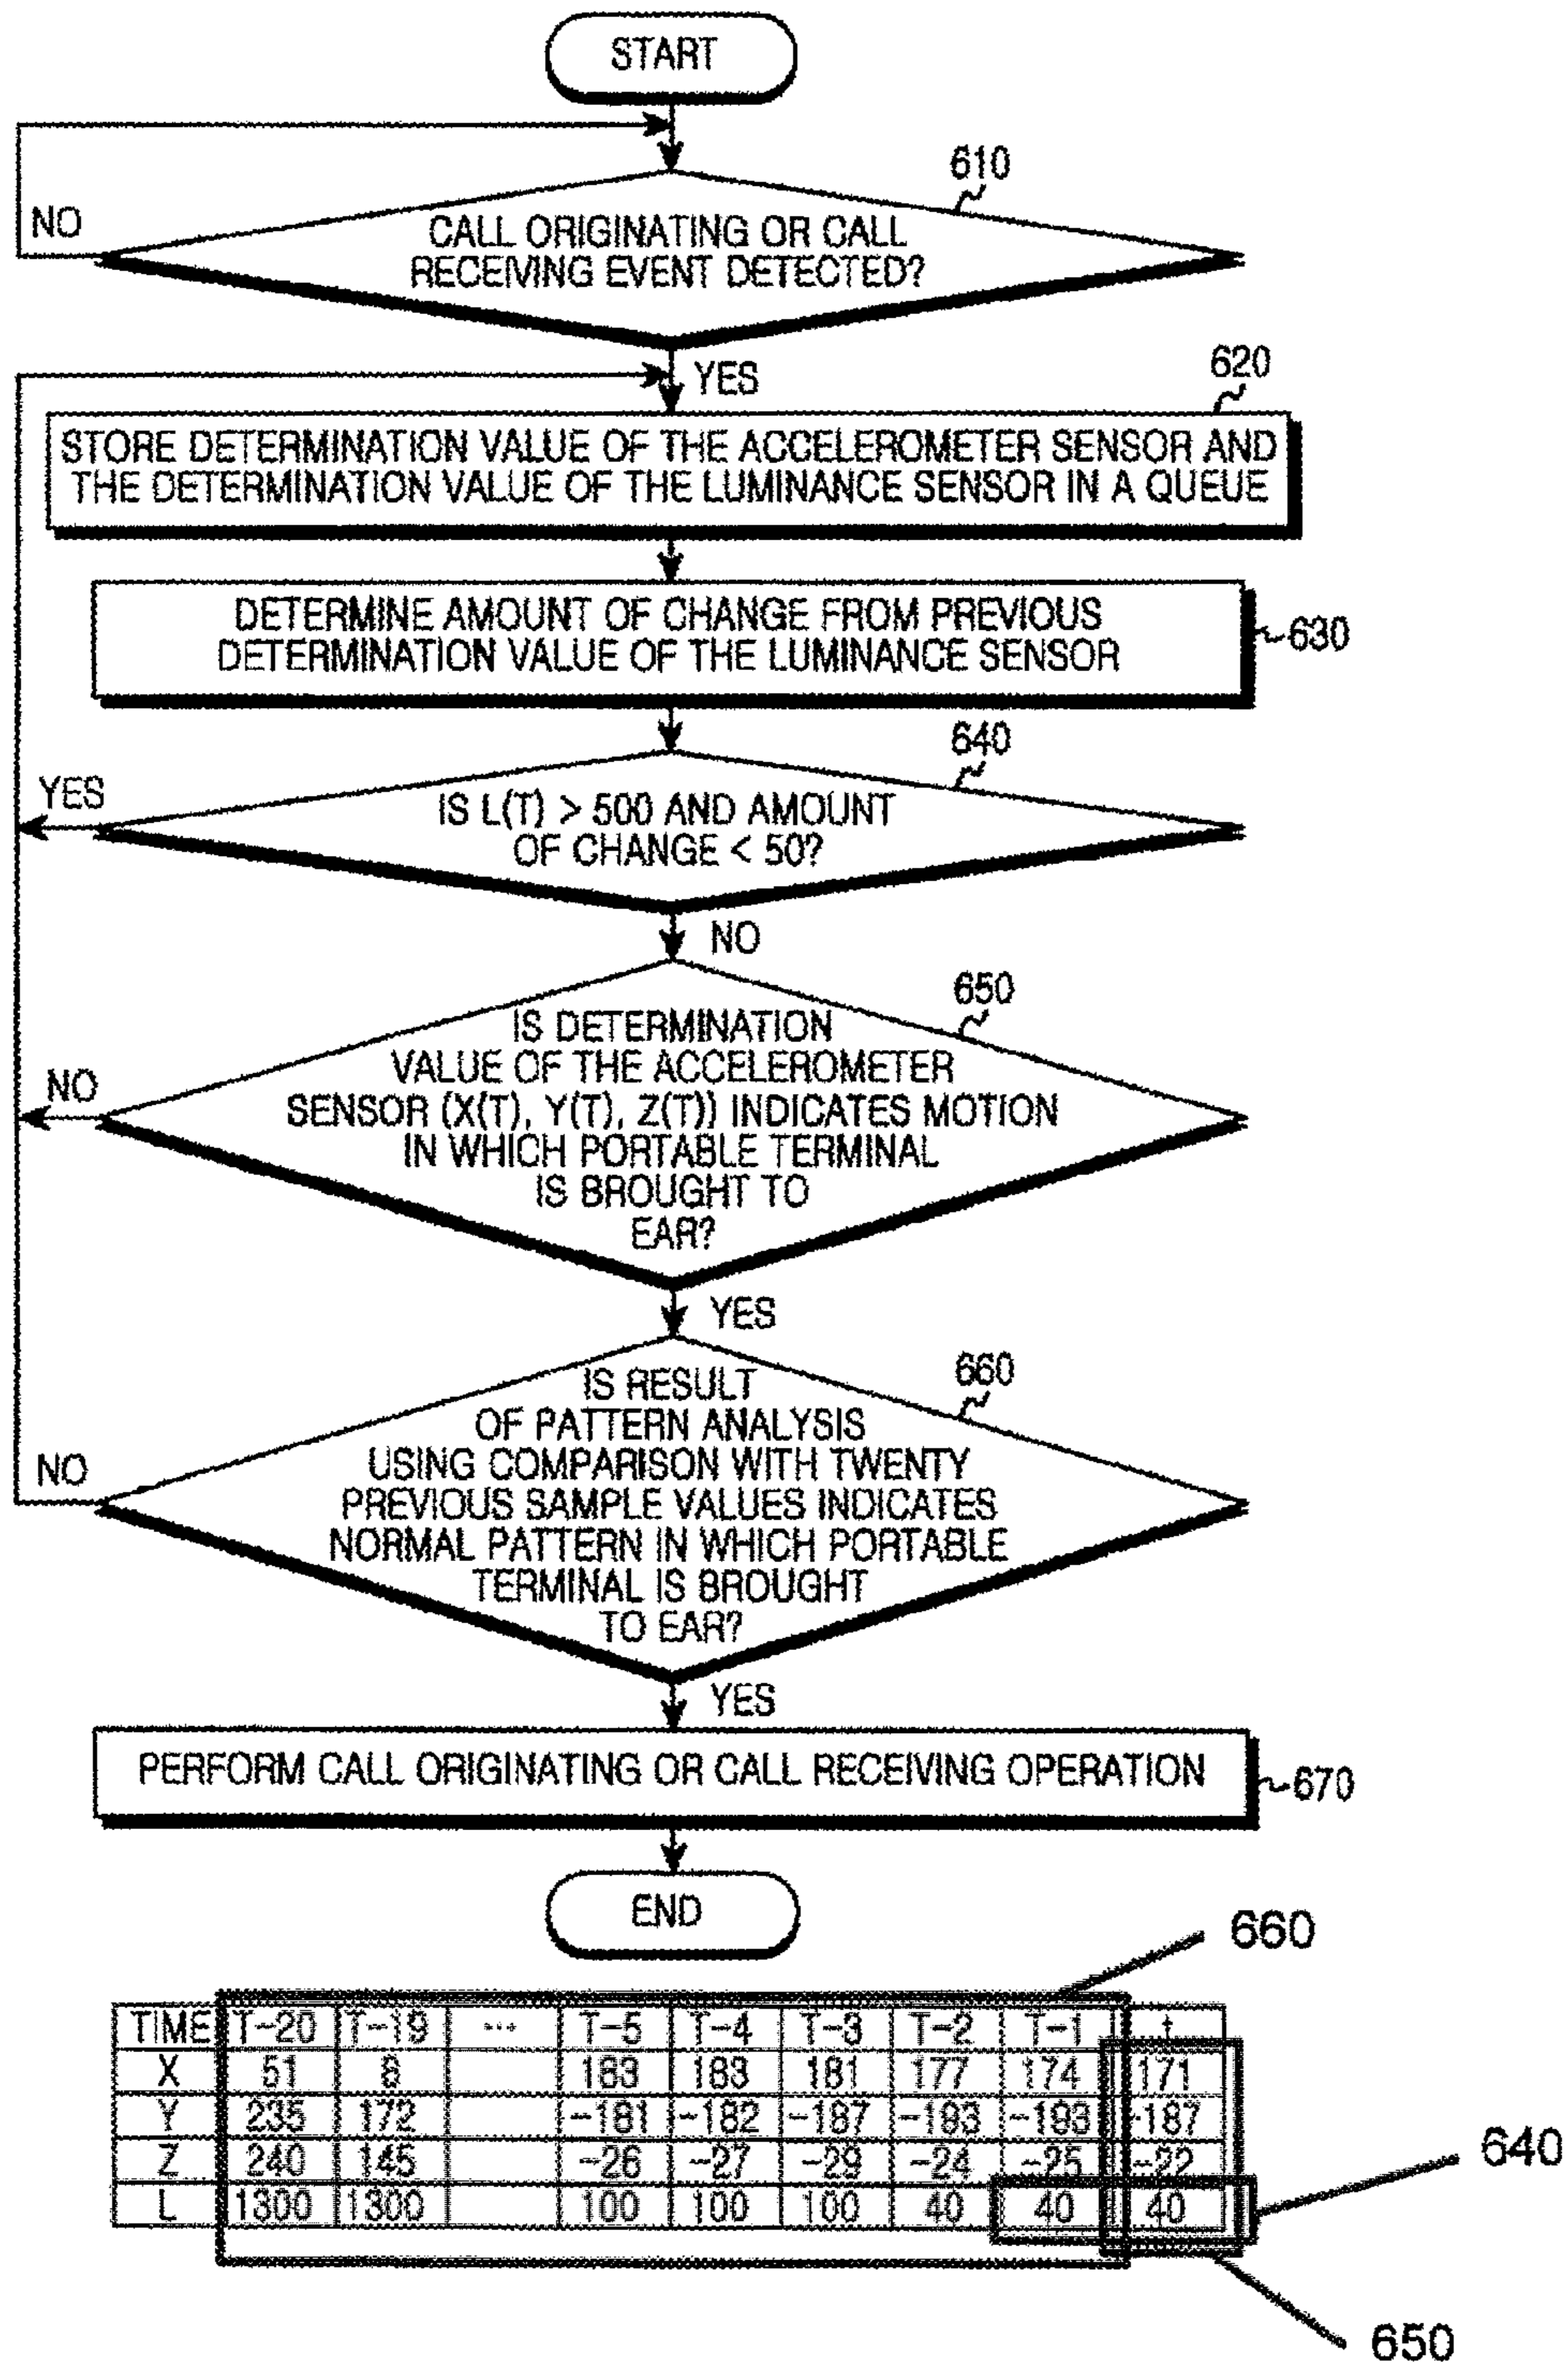 START
610
NO
CALL ORIGINATING OR CALL
RECEIVING EVENT DETECTED?
YES
620
STORE DETERMINATION VALUE OF THE ACCELEROMETER SENSOR AND
THE DETERMINATION VALUE OF THE LUMINANCE SENSOR IN A QUEUE
DETERMINE AMOUNT OF CHANGE FROM PREVIOUS
DETERMINATION VALUE OF THE LUMINANCE SENSOR
630
640
YES
IS L(T) > 500 AND AMOUNT
OF CHANGE < 50?
NO
650
IS DETERMINATION
VALUE OF THE ACCELEROMETER
NO
SENSOR (X(T), Y(T), Z(T)) INDICATES MOTION
IN WHICH PORTABLE TERMINAL
IS BROUGHT TO
EAR?
YES
660
IS RESULT
OF PATTERN ANALYSIS
NO
USING COMPARISON WITH TWENTY
PREVIOUS SAMPLE VALUES INDICATES
NORMAL PATTERN IN WHICH PORTABLE
TERMINAL IS BROUGHT
TO EAR?
YES
PERFORM CALL ORIGINATING OR CALL RECEIVING OPERATION
670
END
660
TIME T-20 T-19 ... T-5 T-4 T-3 T-2 T-1 t
X 51 8 183 183 181 177 174 171
Y 235 172 -181 -182 -187 -193 -193 -187
Z 240 145 -26 -27 -29 -24 -25 -22
L 1300 1300 100 100 100 40 40 40
640
650